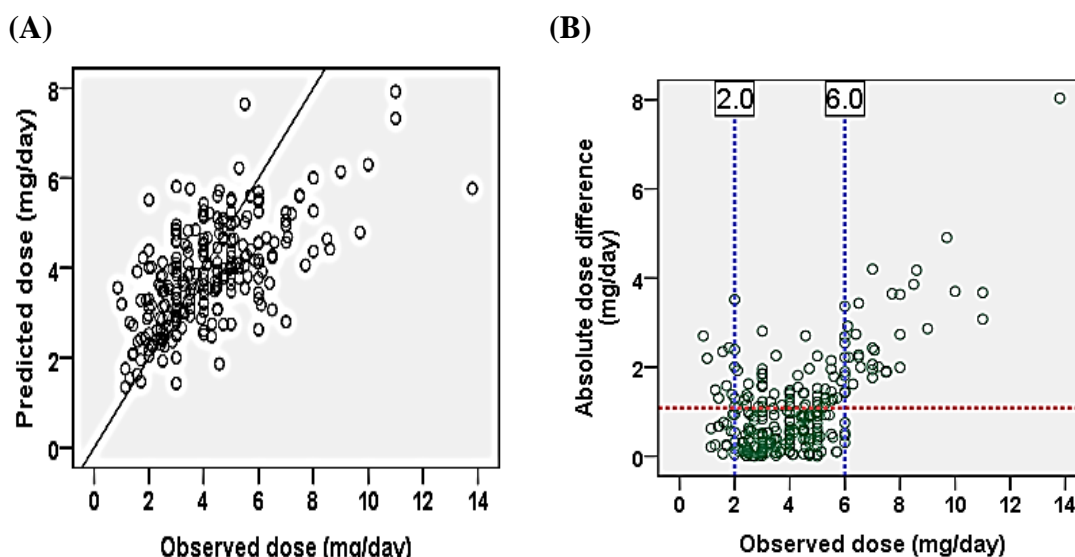 (A)
Predicted dose (mg/day)
8
6
4
2
0
0 2 4 6 8 10 12 14
Observed dose (mg/day)
(B)
Absolute dose difference
(mg/day)
2.0 6.0
8
6
4
2
0
0 2 4 6 8 10 12 14
Observed dose (mg/day)